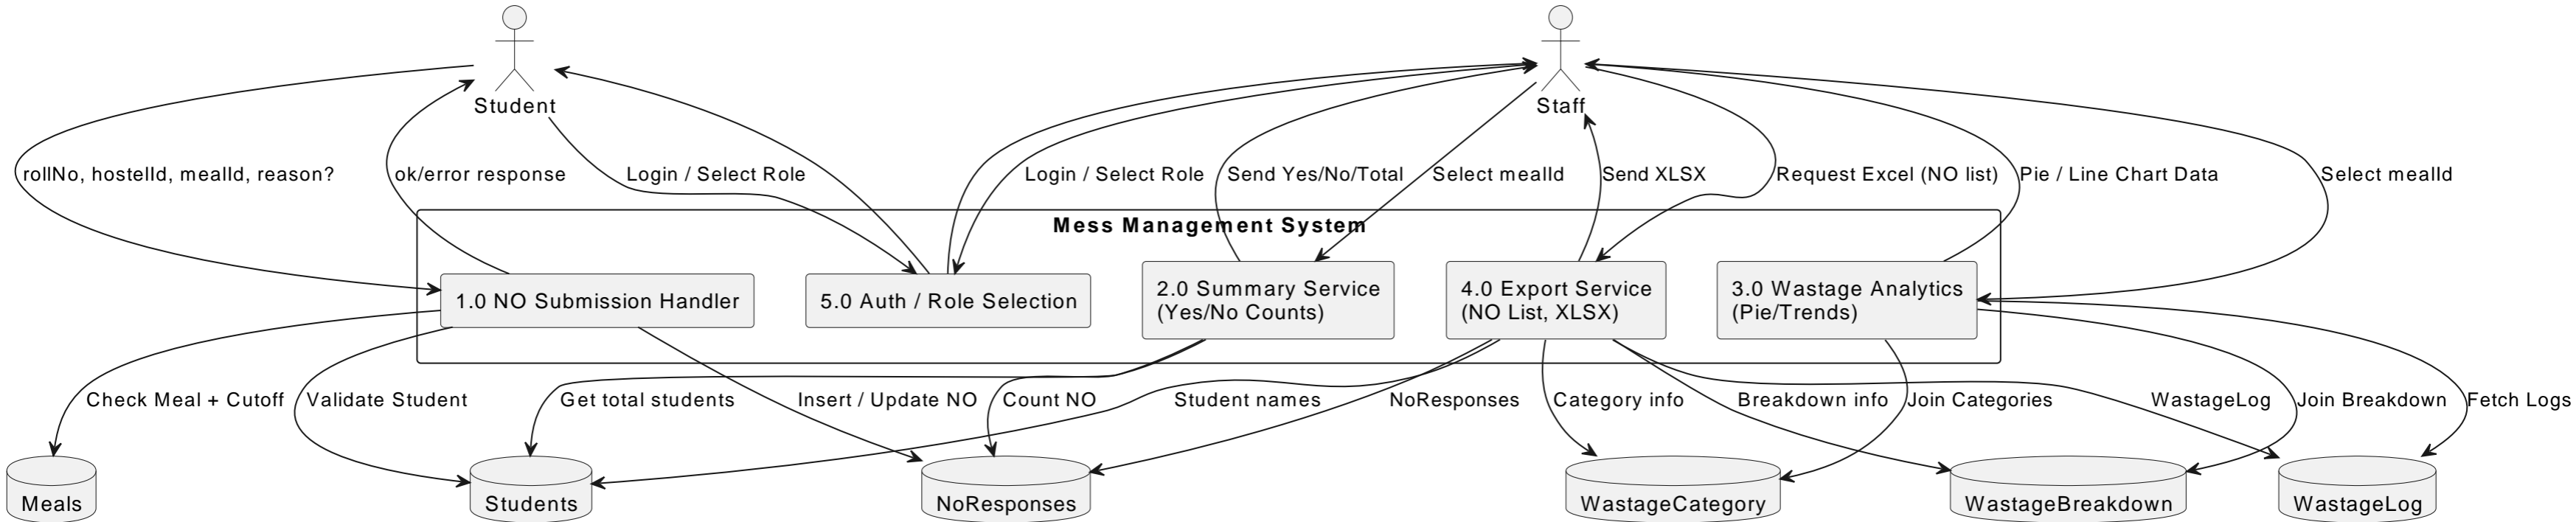 Student
Staff
rollNo, hostelId, mealId, reason?
ok/error response
Login / Select Role
Login / Select Role
Send Yes/No/Total
Select mealId
Send XLSX
Request Excel (NO list)
Pie / Line Chart Data
Select mealId
Mess Management System
1.0 NO Submission Handler
5.0 Auth / Role Selection
2.0 Summary Service
(Yes/No Counts)
4.0 Export Service
(NO List, XLSX)
3.0 Wastage Analytics
(Pie/Trends)
Check Meal + Cutoff
Validate Student
Get total students
Insert / Update NO
Count NO
Student names
NoResponses
Category info
Breakdown info
Join Categories
WastageLog
Join Breakdown
Fetch Logs
Meals
Students
NoResponses
WastageCategory
WastageBreakdown
WastageLog